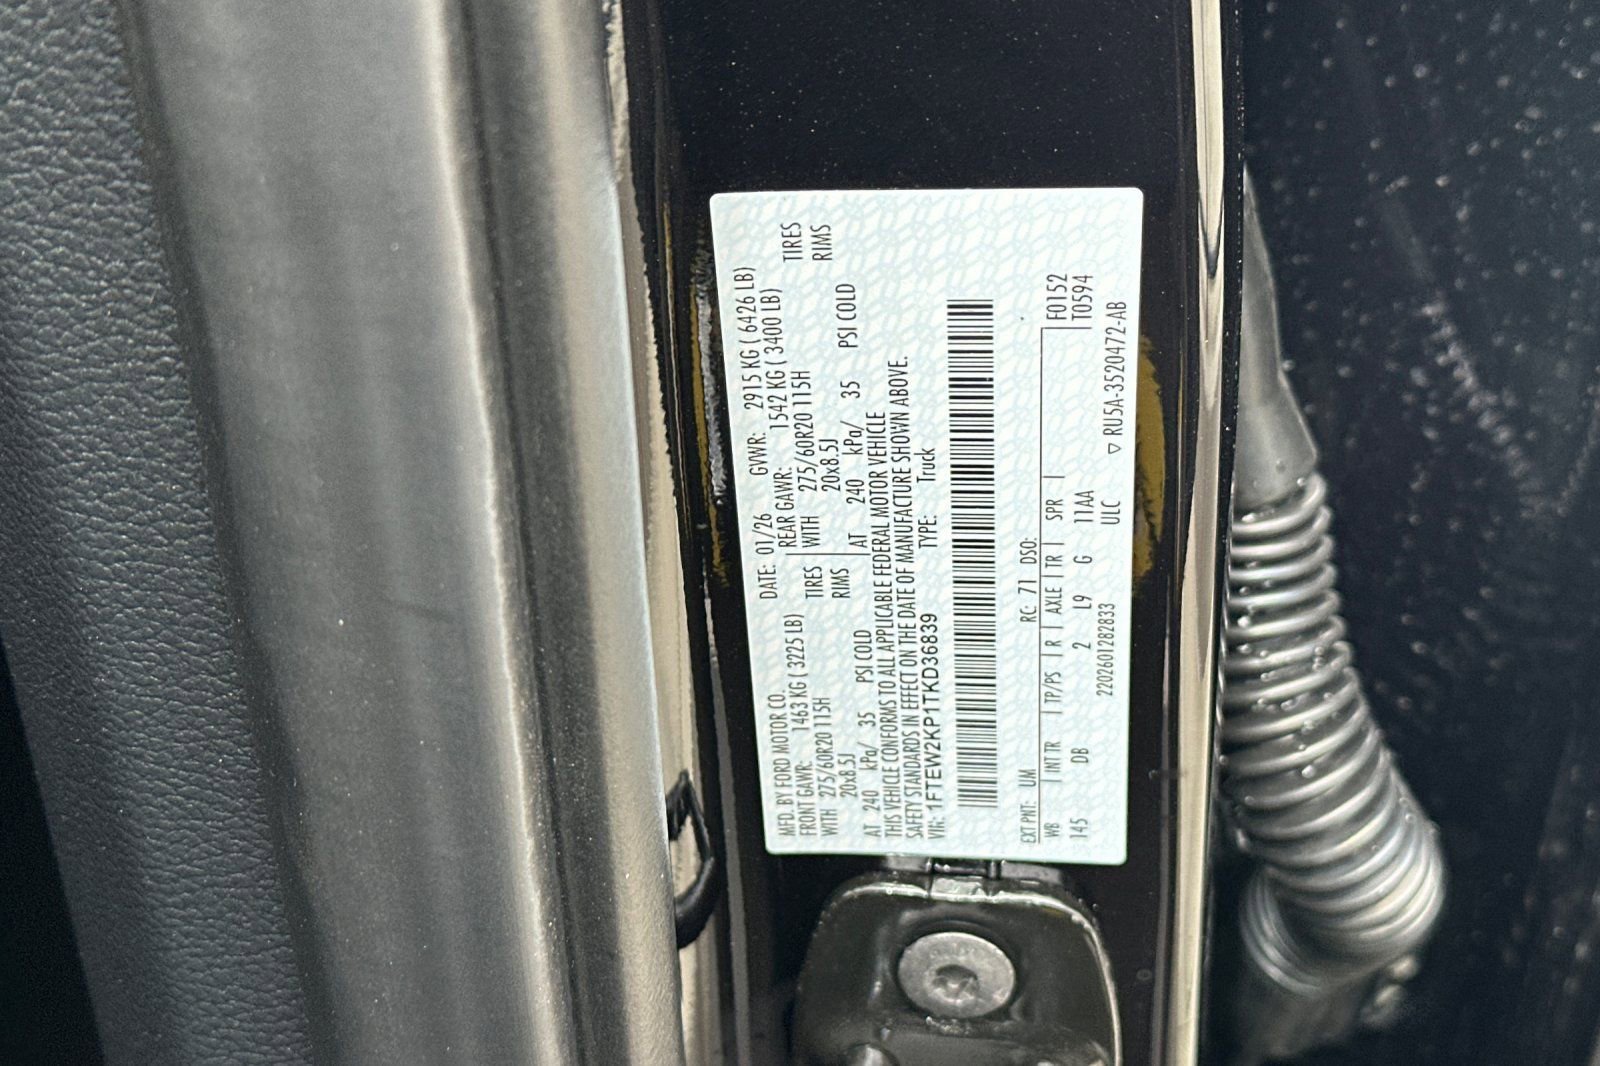 MFD. BY FORD MOTOR CO.
DATE: 01/26 GVWR: 2915 KG ( 6426 LB)
FRONT GAWR: 1463 KG ( 3225 LB) REAR GAWR: 1542 KG ( 3400 LB)
WITH 275/60R20 115H TIRES WITH 275/60R20 115H TIRES
20x8.5J RIMS 20x8.5J RIMS
AT 240 kPa/ 35 PSI COLD AT 240 kPa/ 35 PSI COLD
THIS VEHICLE CONFORMS TO ALL APPLICABLE FEDERAL MOTOR VEHICLE
SAFETY STANDARDS IN EFFECT ON THE DATE OF MANUFACTURE SHOWN ABOVE.
VIN: 1FTEW2KP1TKD36839 TYPE: Truck
EXT PNT: UM RC: 71 DSO: F0152
WB INT TR TP/PS R AXLE TR SPR T0594
145 DB 2 L9 G 11AA
ULC
2202601282833 ▽ RU5A-3520472-AB